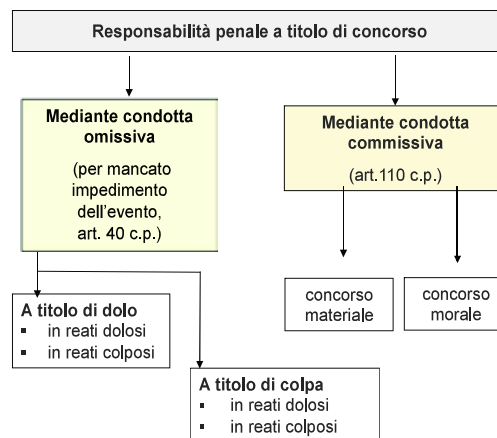 Responsabilità penale a titolo di concorso
Mediante condotta
omissiva
(per mancato
impedimento
dell'evento,
art. 40 c.p.)
Mediante condotta
commissiva
(art.110 c.p.)
concorso
materiale
concorso
morale
A titolo di dolo
▪ in reati dolosi
▪ in reati colposi
A titolo di colpa
▪ in reati dolosi
▪ in reati colposi